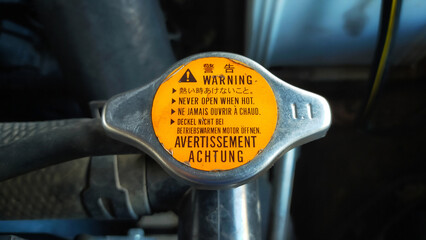 警告
WARNING
▶熱い時あけないこと。
▶NEVER OPEN WHEN HOT.
▶NE JAMAIS OUVRIR À CHAUD.
▶DECKEL NICHT BEI
BETRIEBSWARMEN MOTOR ÖFFNEN.
AVERTISSEMENT
ACHTUNG
1.1